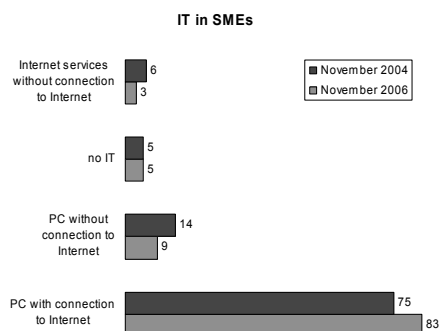 IT in SMEs
Internet services
without connection
to Internet
6
3
November 2004
November 2006
no IT
5
5
PC without
connection to
Internet
14
9
PC with connection
to Internet
75
83